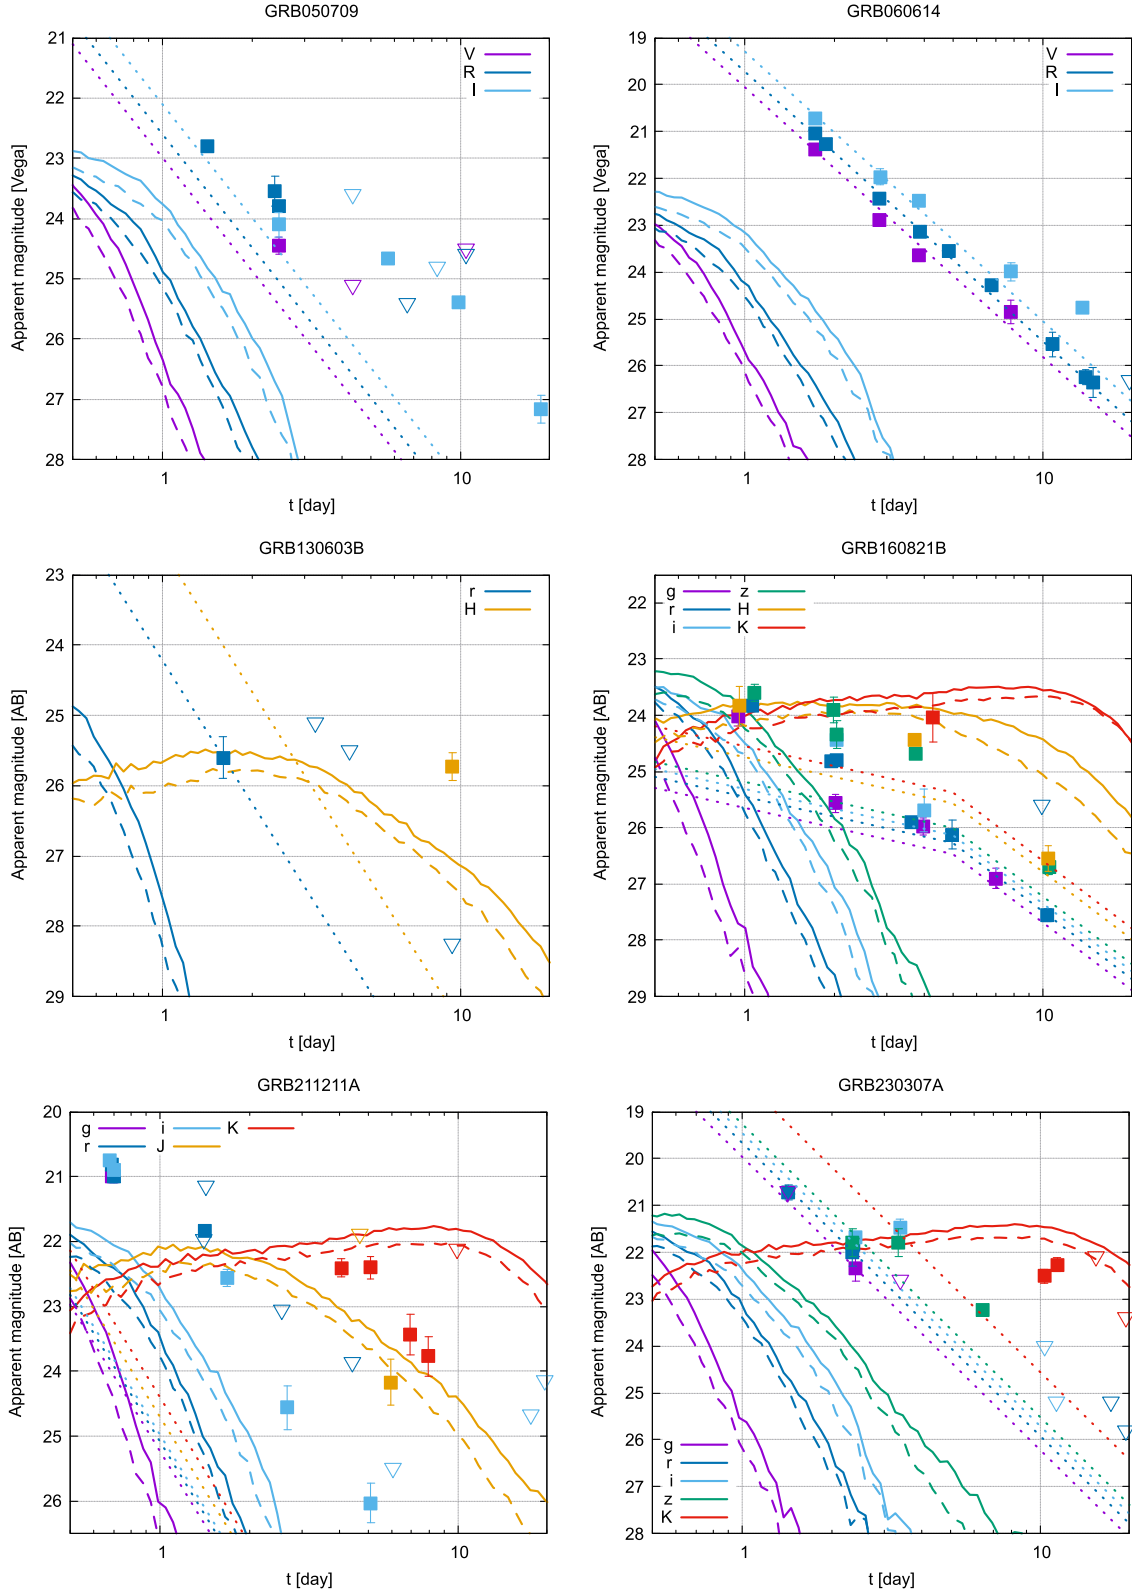 GRB050709
GRB060614
21
22
23
24
25
26
27
28
Apparent magnitude [Vega]
V
R
I
1
10
t [day]
19
20
21
22
23
24
25
26
27
28
Apparent magnitude [Vega]
V
R
I
1
10
t [day]
GRB130603B
GRB160821B
23
24
25
26
27
28
29
Apparent magnitude [AB]
r
H
1
10
t [day]
22
23
24
25
26
27
28
29
Apparent magnitude [AB]
g
z
r
H
i
K
1
10
t [day]
GRB211211A
GRB230307A
20
21
22
23
24
25
26
Apparent magnitude [AB]
g
i
K
r
J
1
10
t [day]
19
20
21
22
23
24
25
26
27
28
Apparent magnitude [AB]
g
r
i
z
K
1
10
t [day]